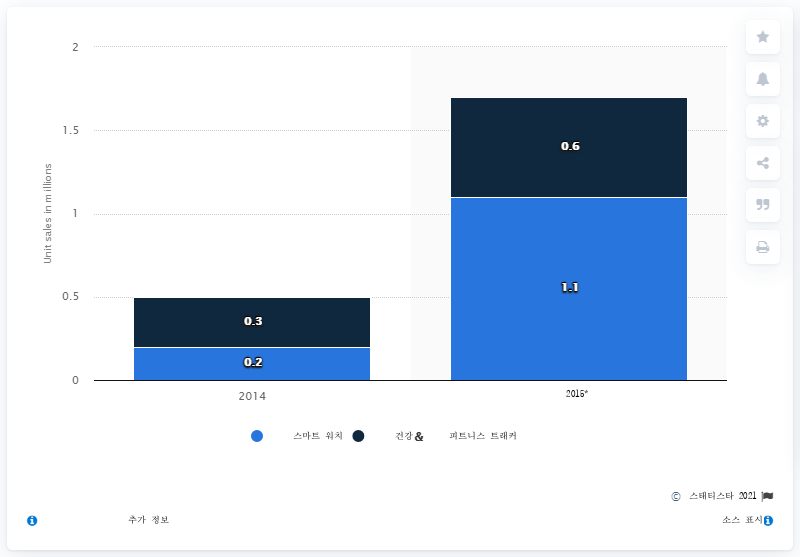 2
1.5
1
0.5
0
Unit sales in millions
0.6
1.1
0.3
0.2
2014
2015*
스마트 워치
건강& 피트니스 트래커
© 스태티스타 2021
추가 정보
소스 표시